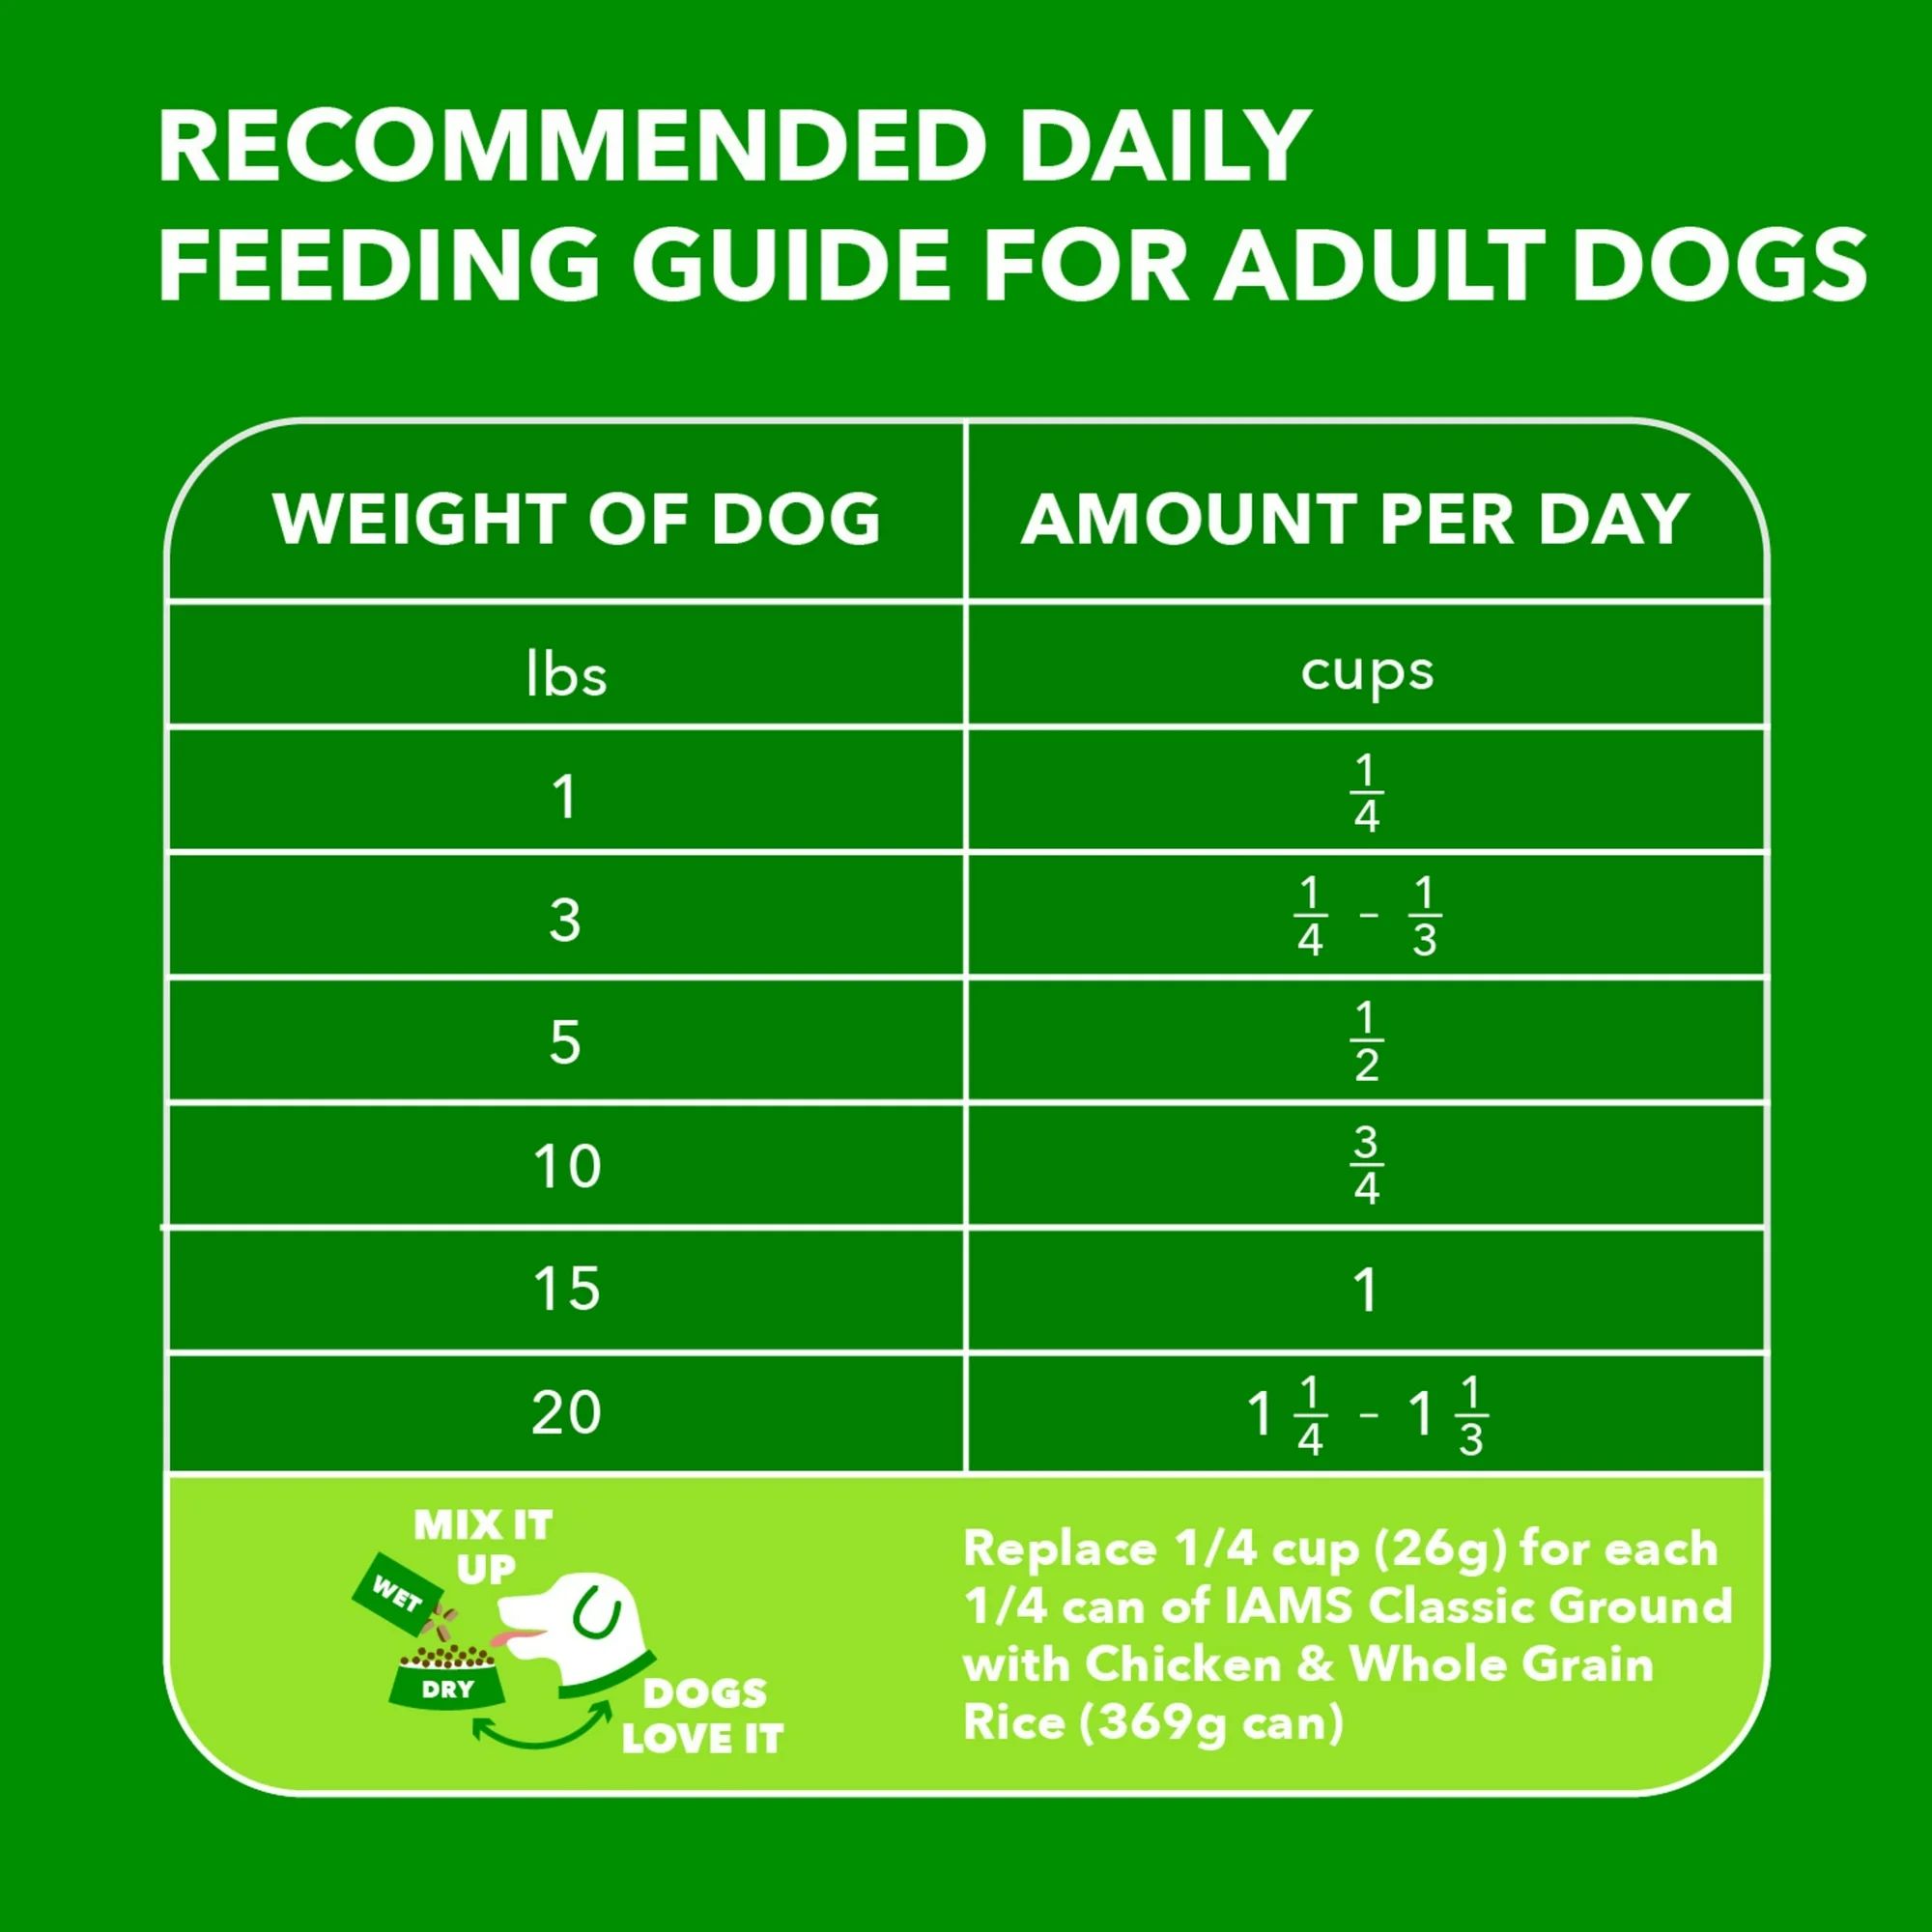 RECOMMENDED DAILY
FEEDING GUIDE FOR ADULT DOGS
WEIGHT OF DOG AMOUNT PER DAY
lbs cups
1 1/4
3 1/4 - 1/3
5 1/2
10 3/4
15 1
20 1 1/4 - 1 1/3
MIX IT
UP
WET
DRY
DOGS
LOVE IT
Replace 1/4 cup (26g) for each
1/4 can of IAMS Classic Ground
with Chicken & Whole Grain
Rice (369g can)